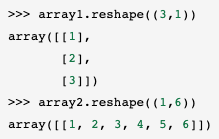 >>> array1.reshape((3,1))
array([[1],
       [2],
       [3]])
>>> array2.reshape((1,6))
array([[1, 2, 3, 4, 5, 6]])